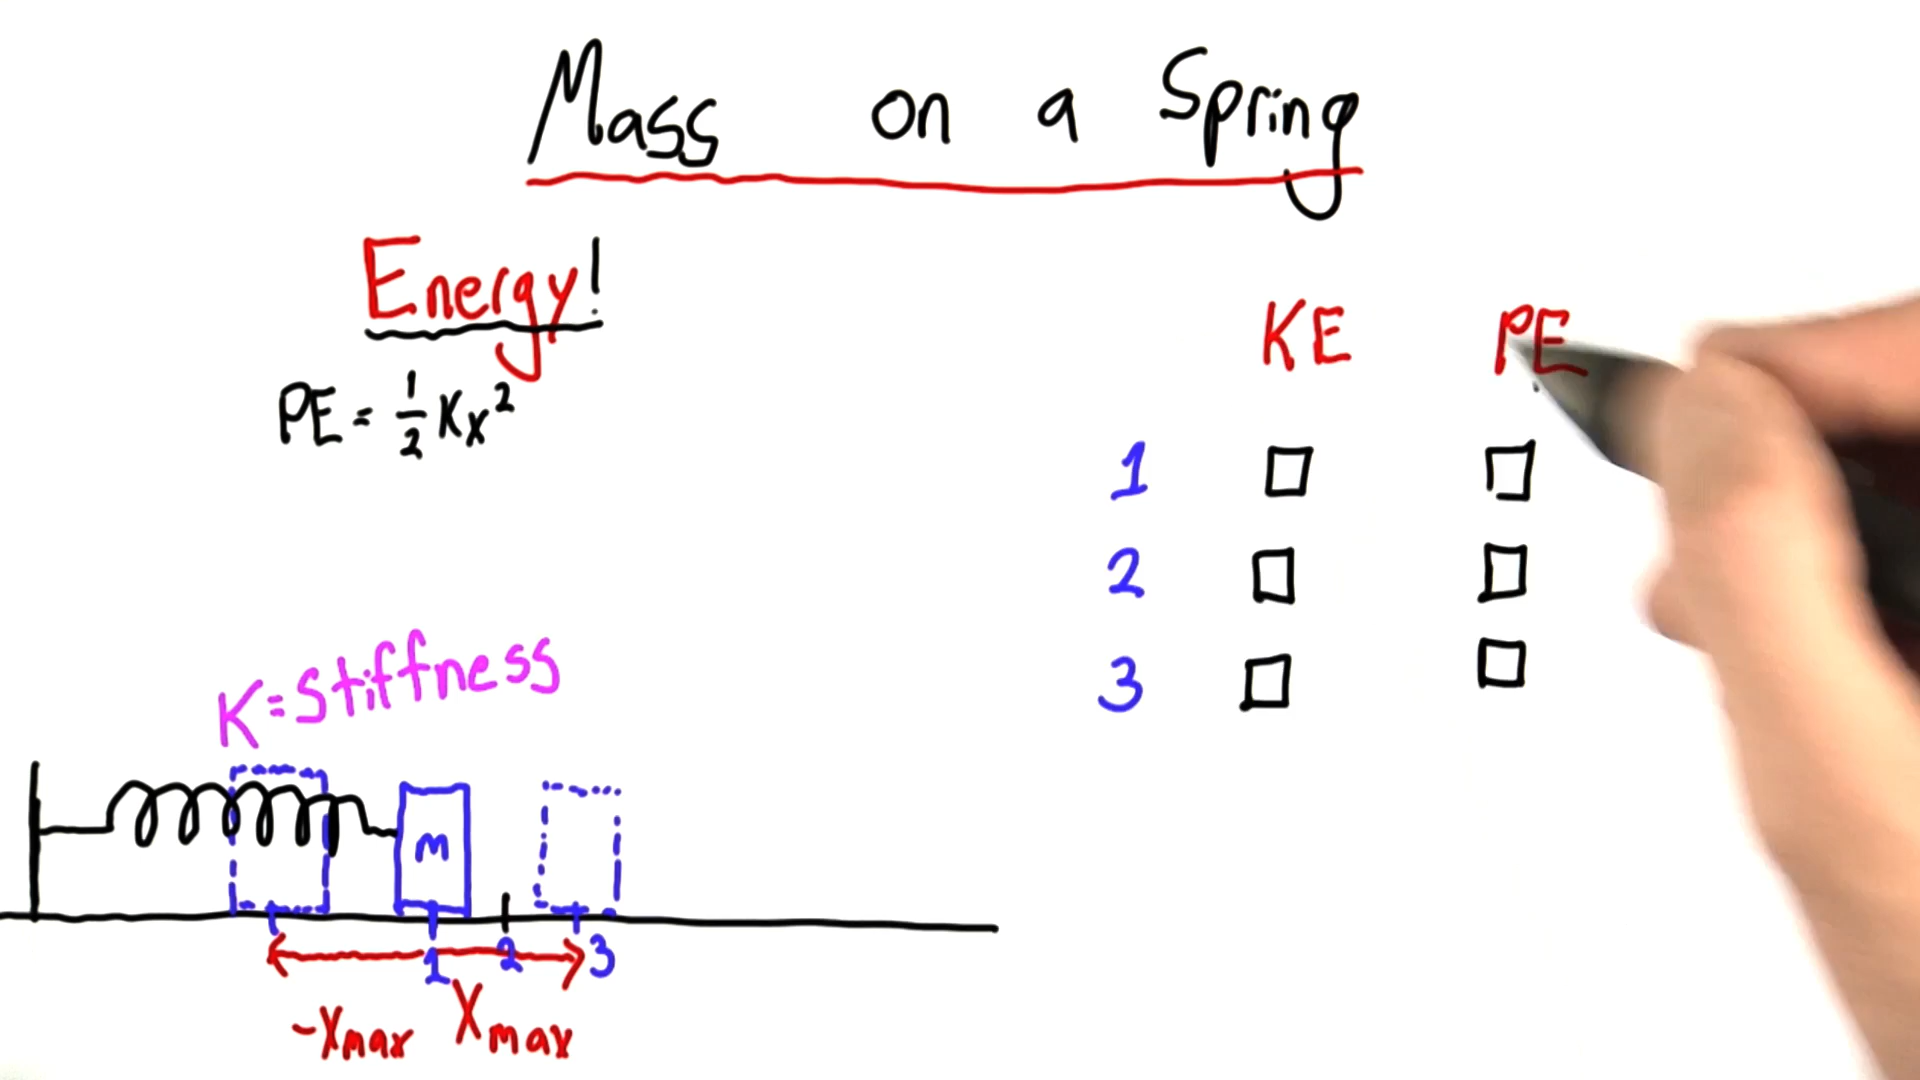 Mass on a Spring
Energy!
PE = 1/2 Kx²
KE PE
1
2
3
K=Stiffness
m
1 2 3
-Xmax Xmax